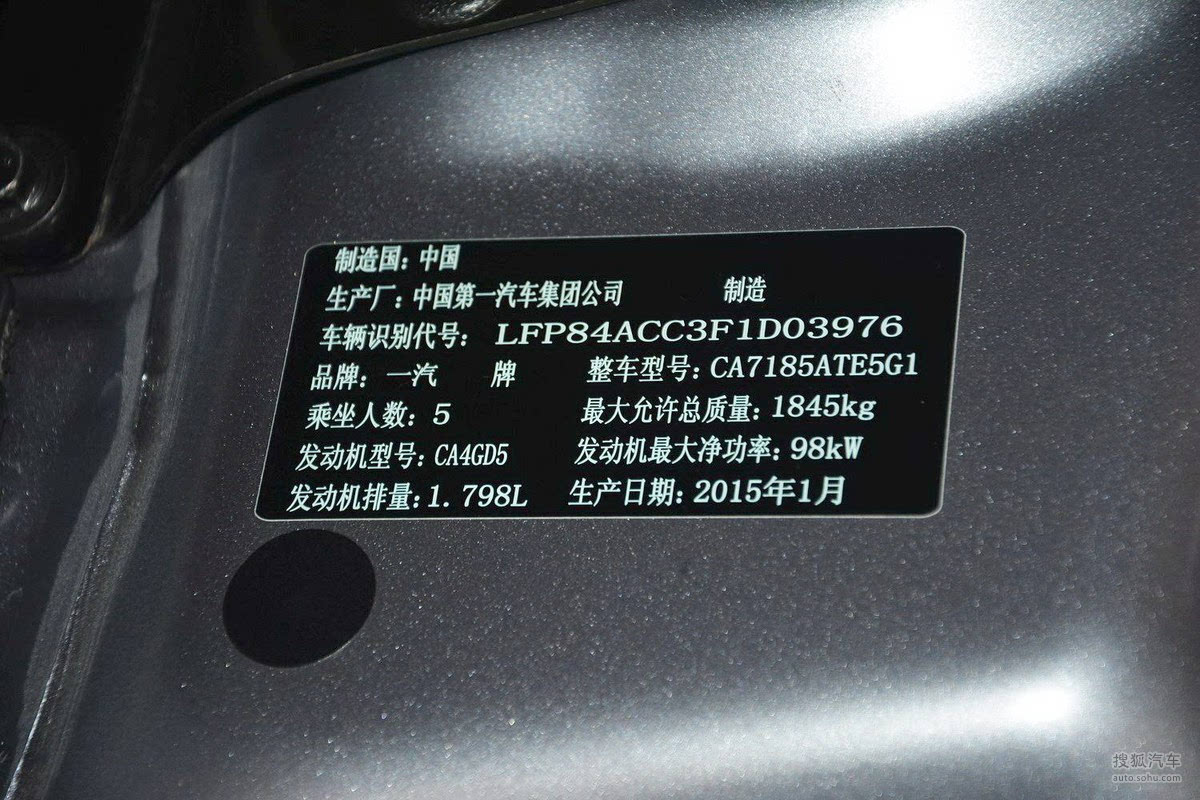 制造国：中国
生产厂：中国第一汽车集团公司 制造
车辆识别代号：LFP84ACC3F1D03976
品牌：一汽 牌 整车型号：CA7185ATE5G1
乘坐人数：5 最大允许总质量：1845kg
发动机型号：CA4GD5 发动机最大净功率：98kW
发动机排量：1.798L 生产日期：2015年1月
搜狐汽车
auto.sohu.com